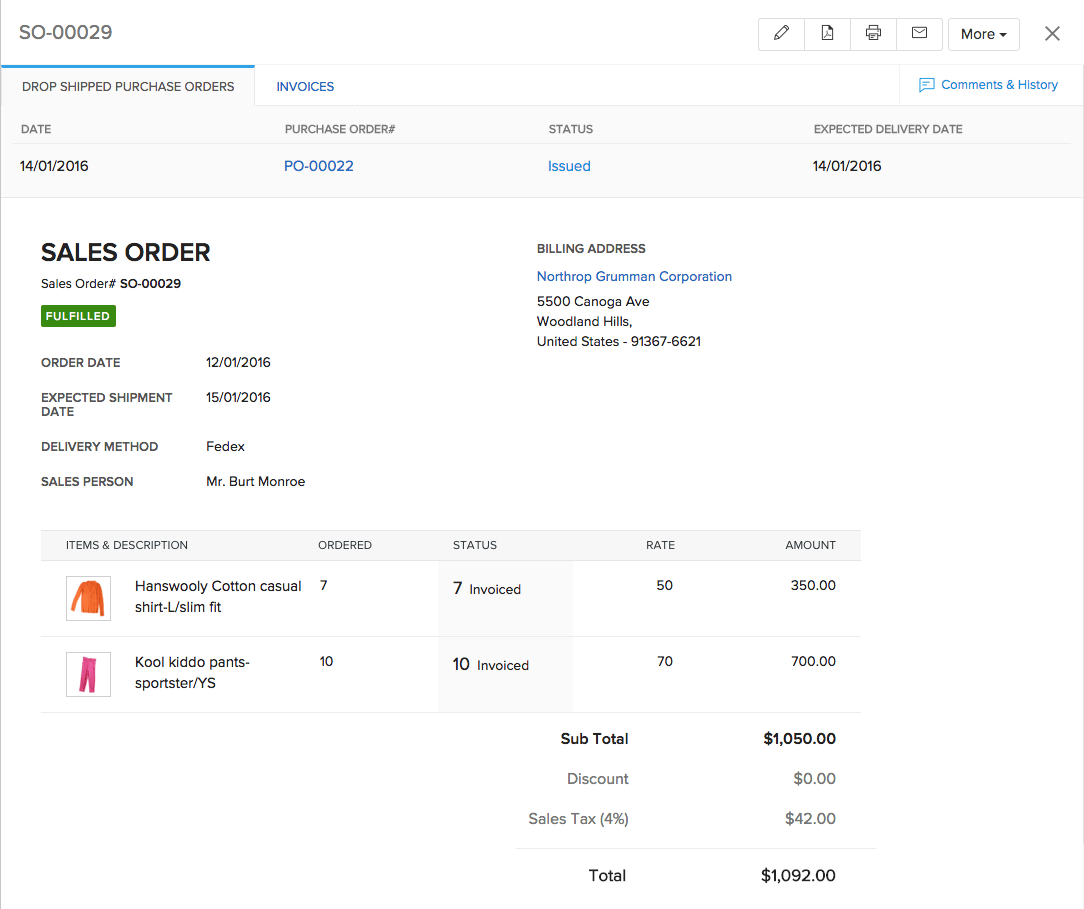 SO-00029
More
DROP SHIPPED PURCHASE ORDERS INVOICES Comments & History
DATE PURCHASE ORDER# STATUS EXPECTED DELIVERY DATE
14/01/2016 PO-00022 Issued 14/01/2016
SALES ORDER
Sales Order# SO-00029
FULFILLED
BILLING ADDRESS
Northrop Grumman Corporation
5500 Canoga Ave
Woodland Hills,
United States - 91367-6621
ORDER DATE 12/01/2016
EXPECTED SHIPMENT 15/01/2016
DATE
DELIVERY METHOD Fedex
SALES PERSON Mr. Burt Monroe
ITEMS & DESCRIPTION ORDERED STATUS RATE AMOUNT
Hanswooly Cotton casual 7 7 Invoiced 50 350.00
shirt-L/slim fit
Kool kiddo pants- 10 10 Invoiced 70 700.00
sportster/YS
Sub Total $1,050.00
Discount $0.00
Sales Tax (4%) $42.00
Total $1,092.00